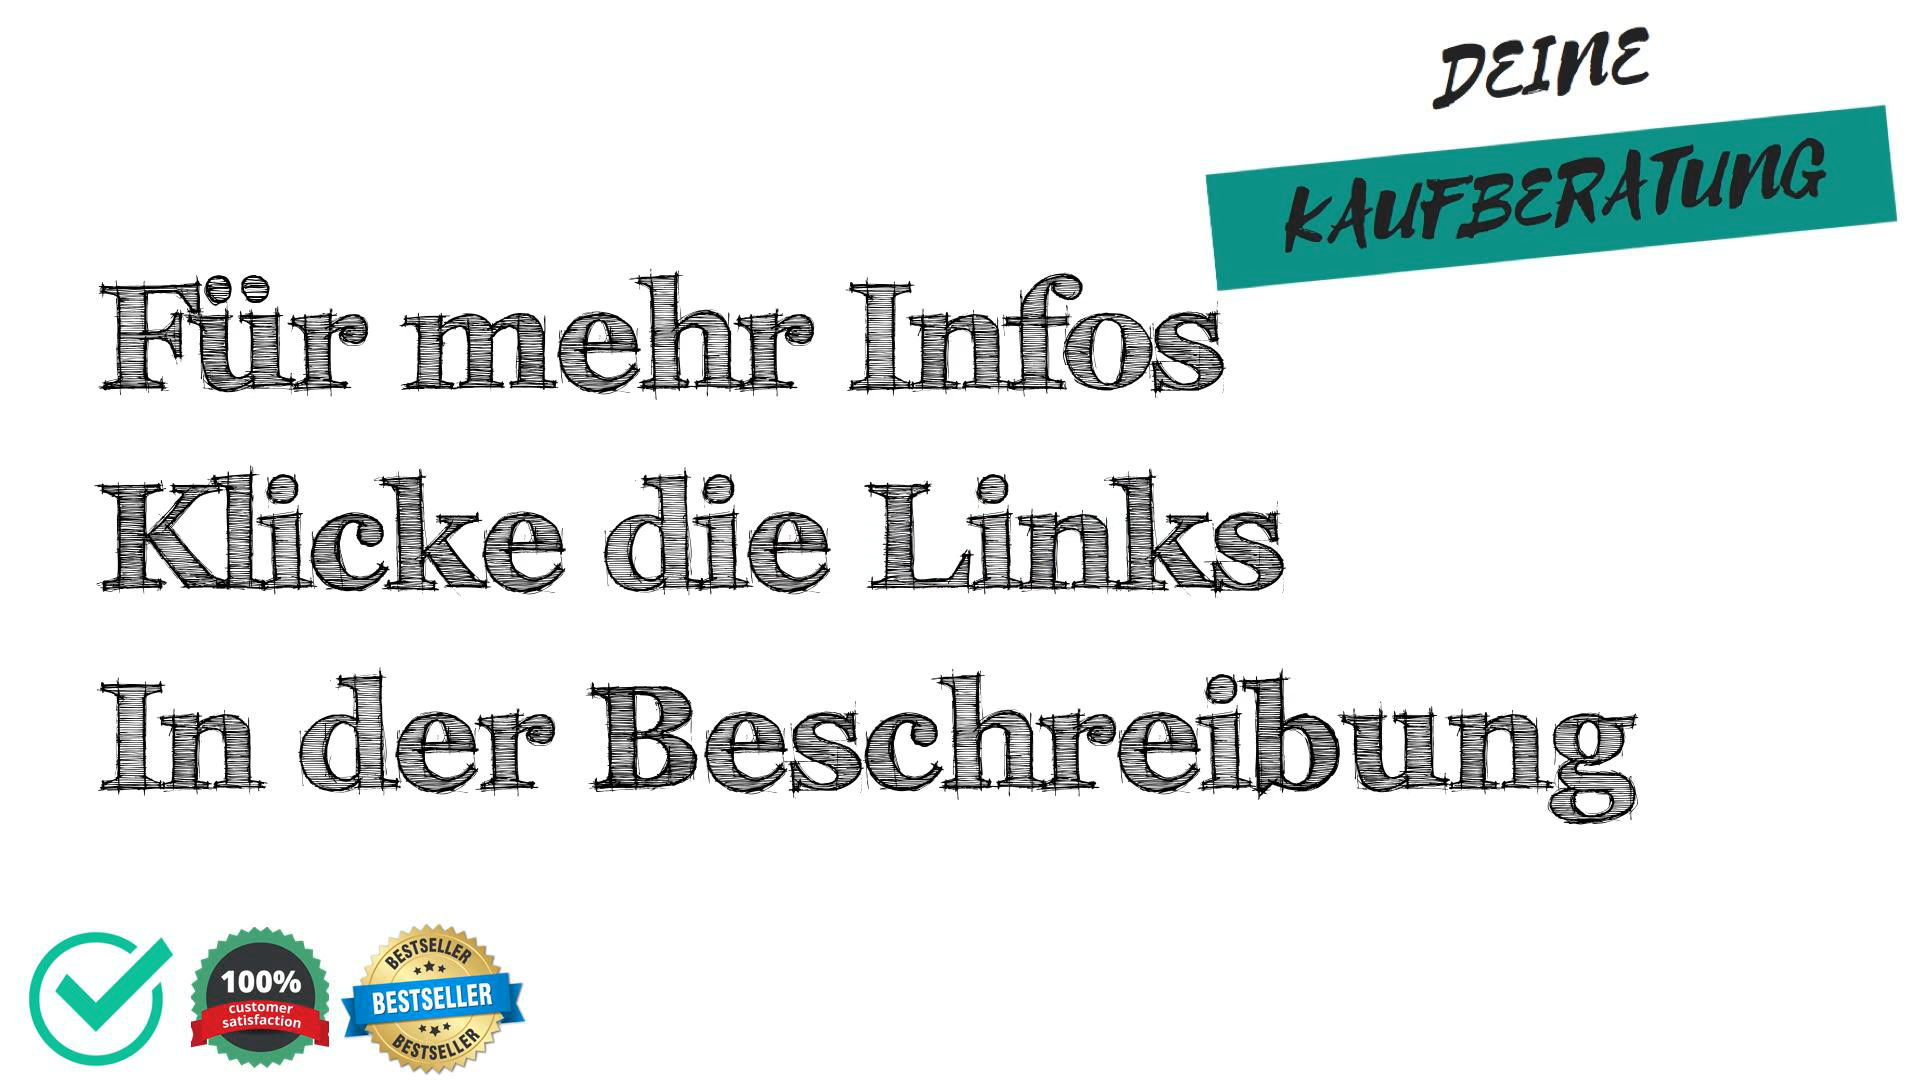 DEINE
KAUFBERATUNG
Für mehr Infos
Klicke die Links
In der Beschreibung
100%
customer
satisfaction
BESTSELLER
BESTSELLER
BESTSELLER